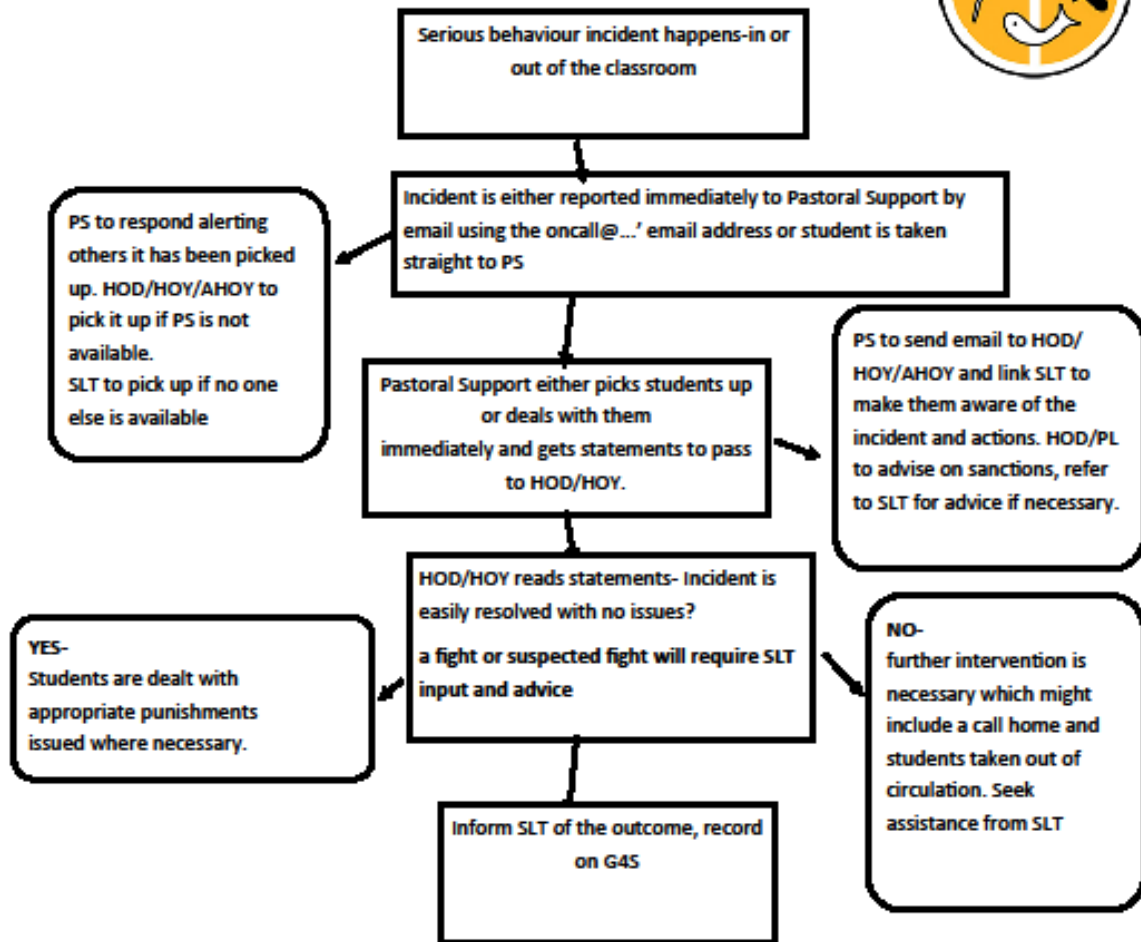 Serious behaviour incident happens-in or
out of the classroom
Incident is either reported immediately to Pastoral Support by
email using the oncall@...’ email address or student is taken
straight to PS
PS to respond alerting
others it has been picked
up. HOD/HOY/AHOY to
pick it up if PS is not
available.
SLT to pick up if no one
else is available
Pastoral Support either picks students up
or deals with them
immediately and gets statements to pass
to HOD/HOY.
PS to send email to HOD/
HOY/AHOY and link SLT to
make them aware of the
incident and actions. HOD/PL
to advise on sanctions, refer
to SLT for advice if necessary.
HOD/HOY reads statements- Incident is
easily resolved with no issues?
a fight or suspected fight will require SLT
input and advice
YES-
Students are dealt with
appropriate punishments
issued where necessary.
NO-
further intervention is
necessary which might
include a call home and
students taken out of
circulation. Seek
assistance from SLT
Inform SLT of the outcome, record
on G4S